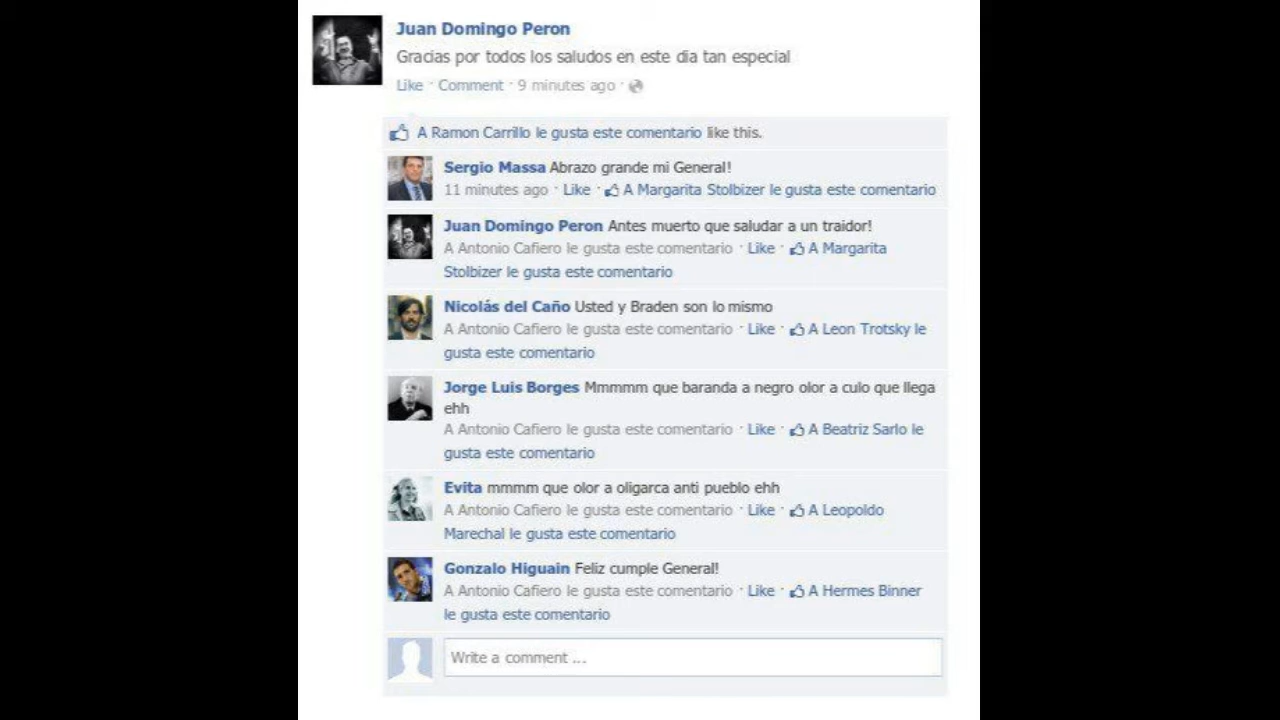 Juan Domingo Peron
Gracias por todos los saludos en este dia tan especial
Like · Comment · 9 minutes ago ·
A Ramon Carrillo le gusta este comentario like this.
Sergio Massa Abrazo grande mi General!
11 minutes ago · Like · A Margarita Stolbizer le gusta este comentario
Juan Domingo Peron Antes muerto que saludar a un traidor!
A Antonio Cafiero le gusta este comentario · Like · A Margarita
Stolbizer le gusta este comentario
Nicolás del Caño Usted y Braden son lo mismo
A Antonio Cafiero le gusta este comentario · Like · A Leon Trotsky le
gusta este comentario
Jorge Luis Borges Mmmmm que baranda a negro olor a culo que llega
ehh
A Antonio Cafiero le gusta este comentario · Like · A Beatriz Sarlo le
gusta este comentario
Evita mmmm que olor a oligarca anti pueblo ehh
A Antonio Cafiero le gusta este comentario · Like · A Leopoldo
Marechal le gusta este comentario
Gonzalo Higuain Feliz cumple General!
A Antonio Cafiero le gusta este comentario · Like · A Hermes Binner
le gusta este comentario
Write a comment ...